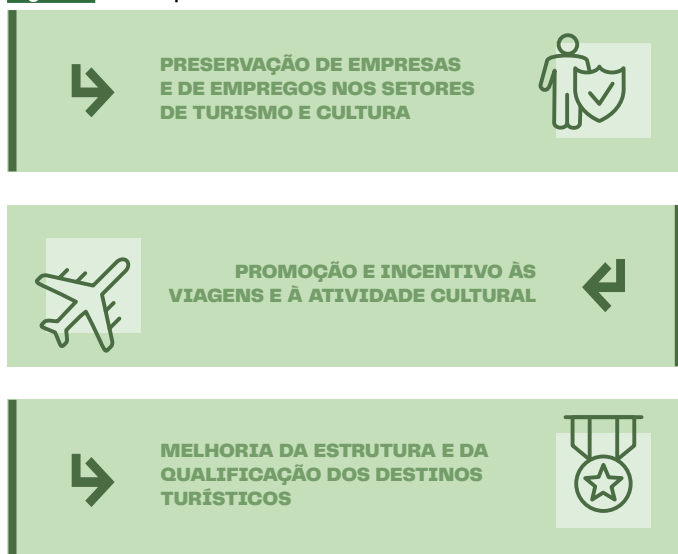 PRESERVAÇÃO DE EMPRESAS
E DE EMPREGOS NOS SETORES
DE TURISMO E CULTURA
PROMOÇÃO E INCENTIVO ÀS
VIAGENS E À ATIVIDADE CULTURAL
MELHORIA DA ESTRUTURA E DA
QUALIFICAÇÃO DOS DESTINOS
TURÍSTICOS